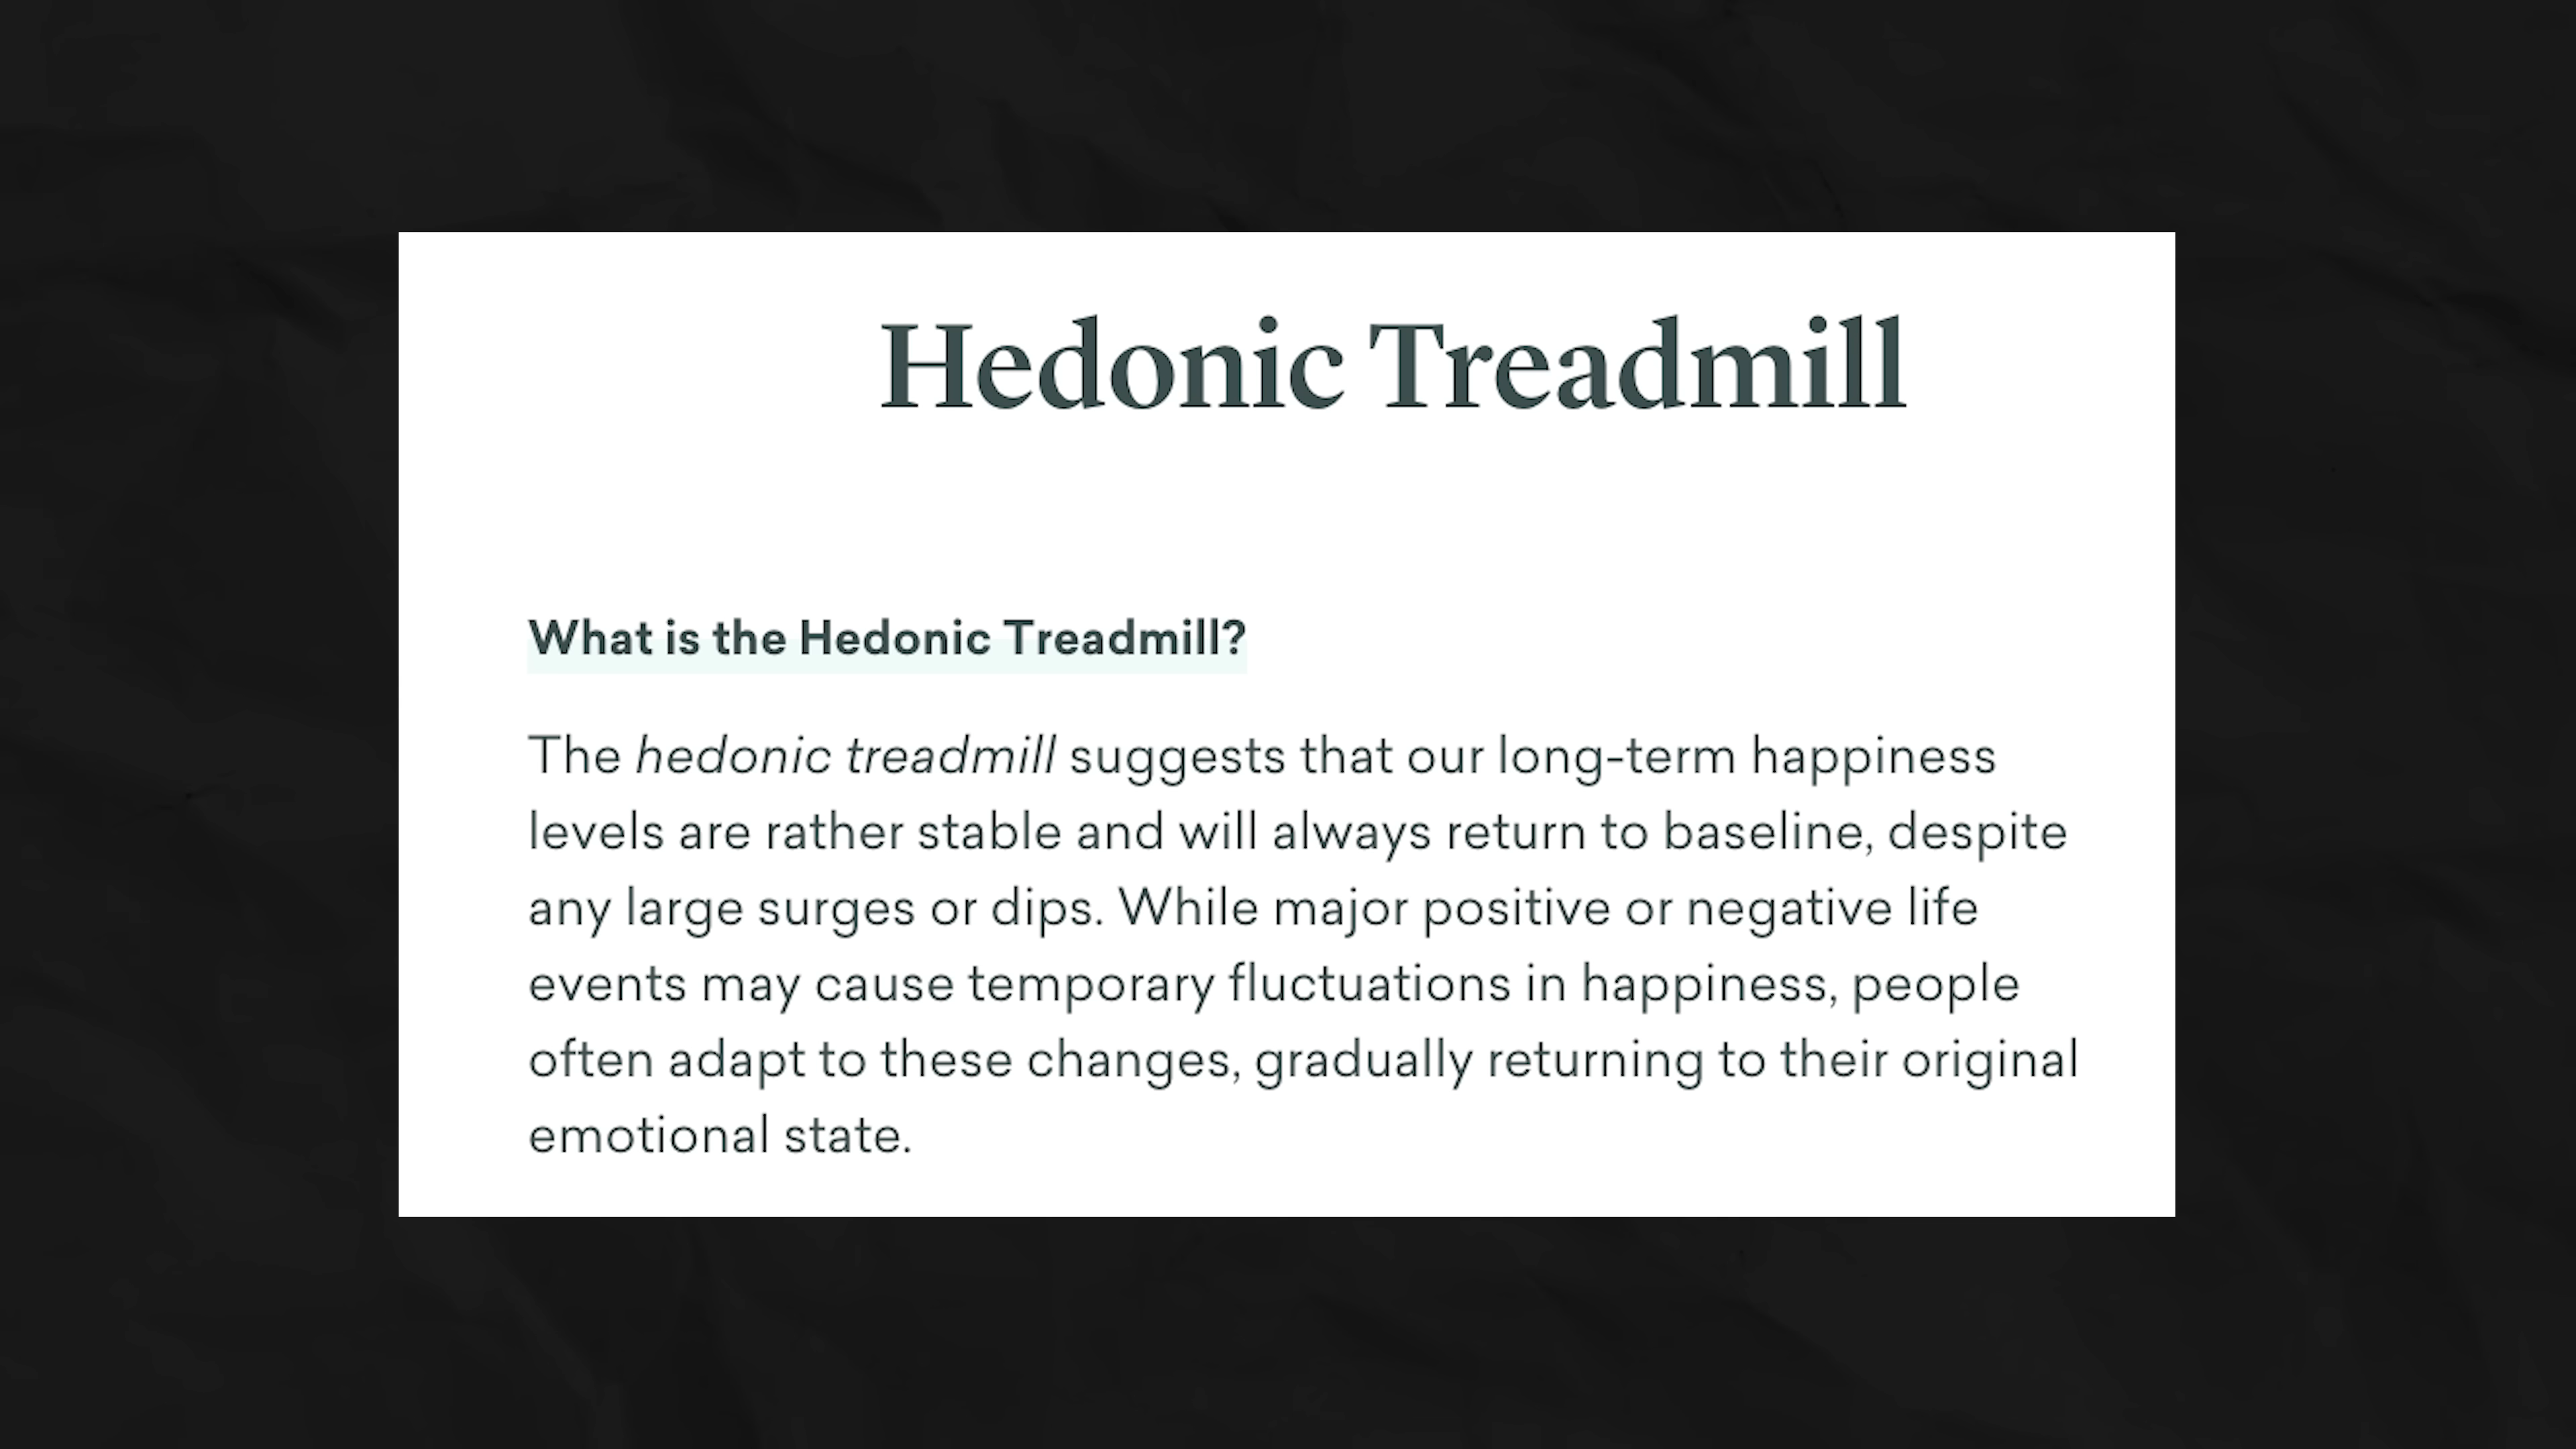 Hedonic Treadmill
What is the Hedonic Treadmill?
The hedonic treadmill suggests that our long-term happiness
levels are rather stable and will always return to baseline, despite
any large surges or dips. While major positive or negative life
events may cause temporary fluctuations in happiness, people
often adapt to these changes, gradually returning to their original
emotional state.